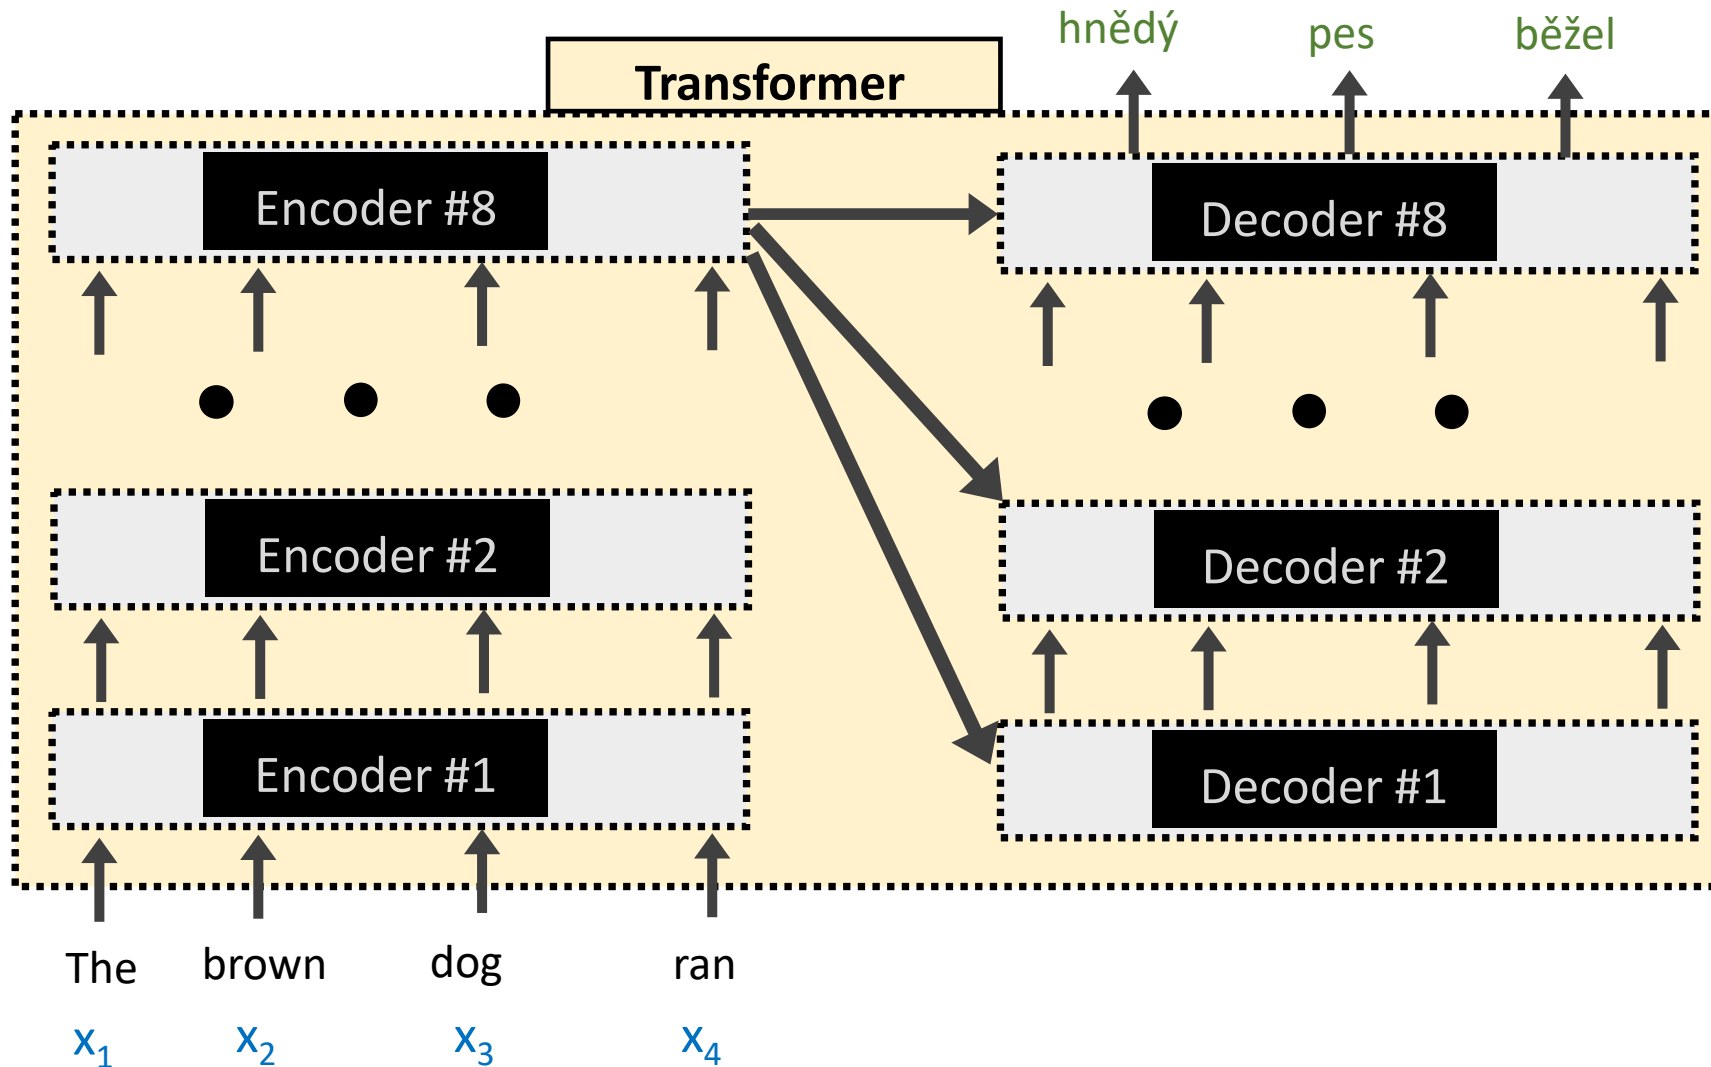 hnědý pes běžel
Transformer
Encoder #8
Decoder #8
Encoder #2
Decoder #2
Encoder #1
Decoder #1
The brown dog ran
x1 x2 x3 x4